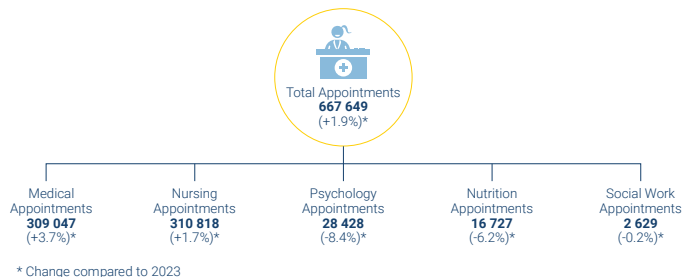 Total Appointments
667 649
(+1.9%)*
Medical
Appointments
309 047
(+3.7%)*
Nursing
Appointments
310 818
(+1.7%)*
Psychology
Appointments
28 428
(-8.4%)*
Nutrition
Appointments
16 727
(-6.2%)*
Social Work
Appointments
2 629
(-0.2%)*
* Change compared to 2023